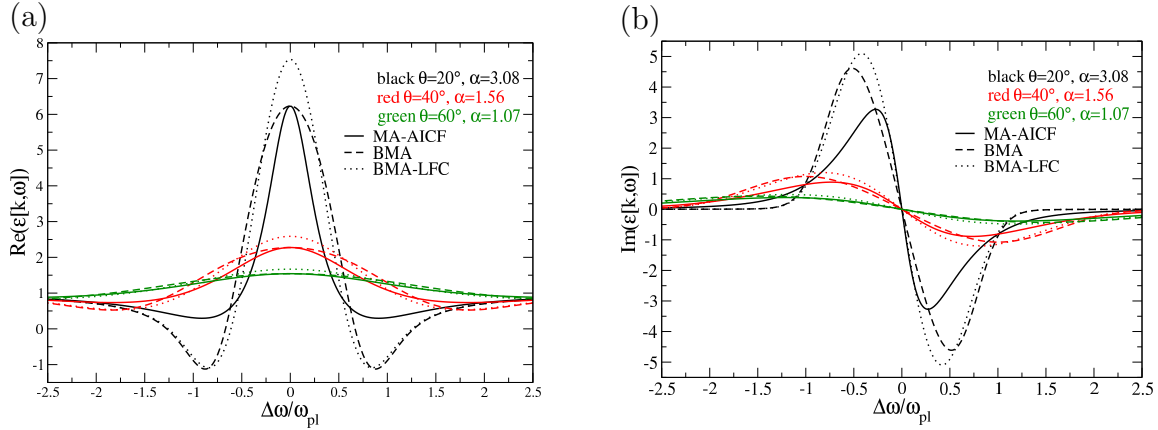 (a)
8
7
6
5
4
3
2
1
0
-1
Re(ε[k,ω])
black θ=20°, α=3.08
red θ=40°, α=1.56
green θ=60°, α=1.07
MA-AICF
BMA
BMA-LFC
-2.5 -2 -1.5 -1 -0.5 0 0.5 1 1.5 2 2.5
Δω/ω_pl
(b)
5
4
3
2
1
0
-1
-2
-3
-4
-5
Im(ε[k,ω])
black θ=20°, α=3.08
red θ=40°, α=1.56
green θ=60°, α=1.07
MA-AICF
BMA
BMA-LFC
-2.5 -2 -1.5 -1 -0.5 0 0.5 1 1.5 2 2.5
Δω/ω_pl